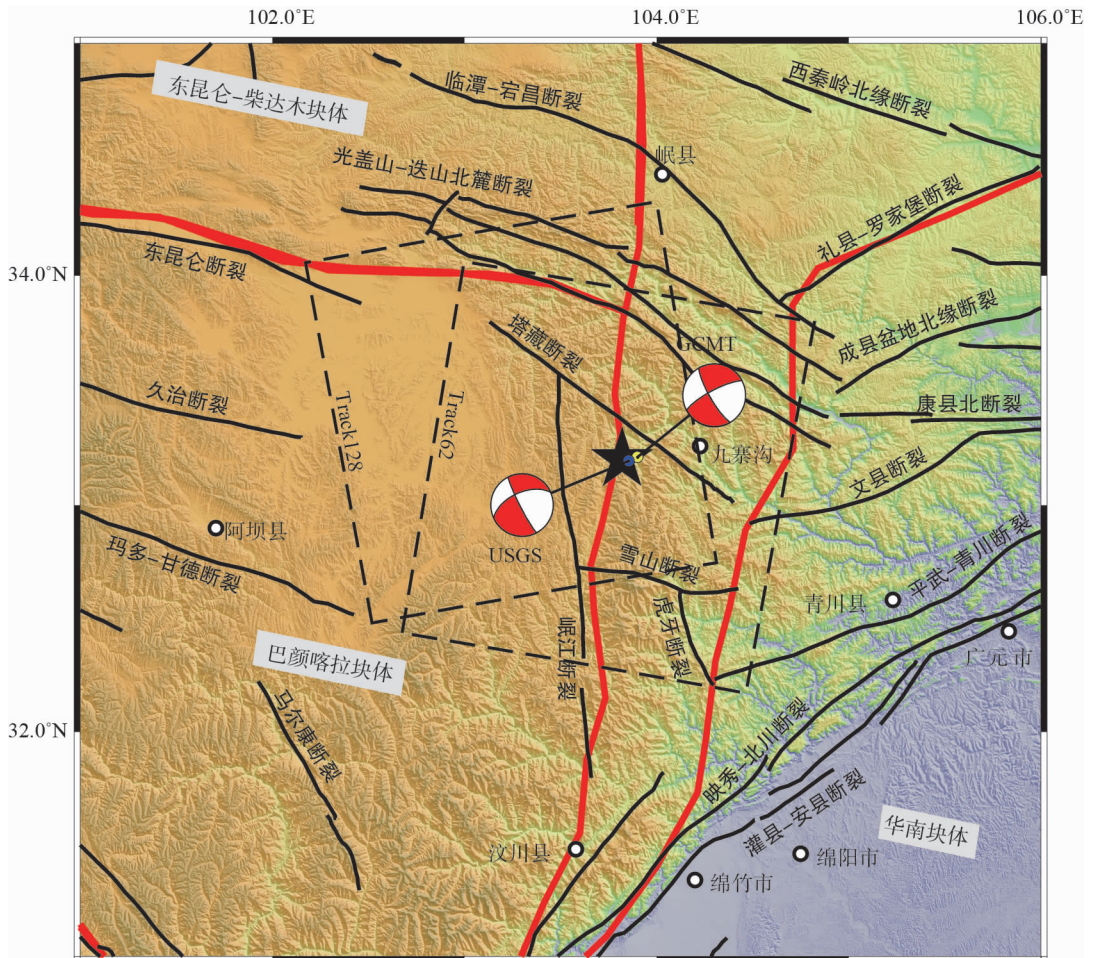 102.0°E
104.0°E
106.0°E
34.0°N
32.0°N
东昆仑-柴达木块体
临潭-宕昌断裂
西秦岭北缘断裂
岷县
光盖山-迭山北麓断裂
礼县-罗家堡断裂
东昆仑断裂
塔藏断裂
GCMT
成县盆地北缘断裂
久治断裂
Track128
Track62
康县北断裂
九寨沟
文县断裂
阿坝县
USGS
玛多-甘德断裂
雪山断裂
平武-青川断裂
青川县
虎牙断裂
岷江断裂
广元市
巴颜喀拉块体
马尔康断裂
映秀-北川断裂
灌县-安县断裂
华南块体
汶川县
绵阳市
绵竹市